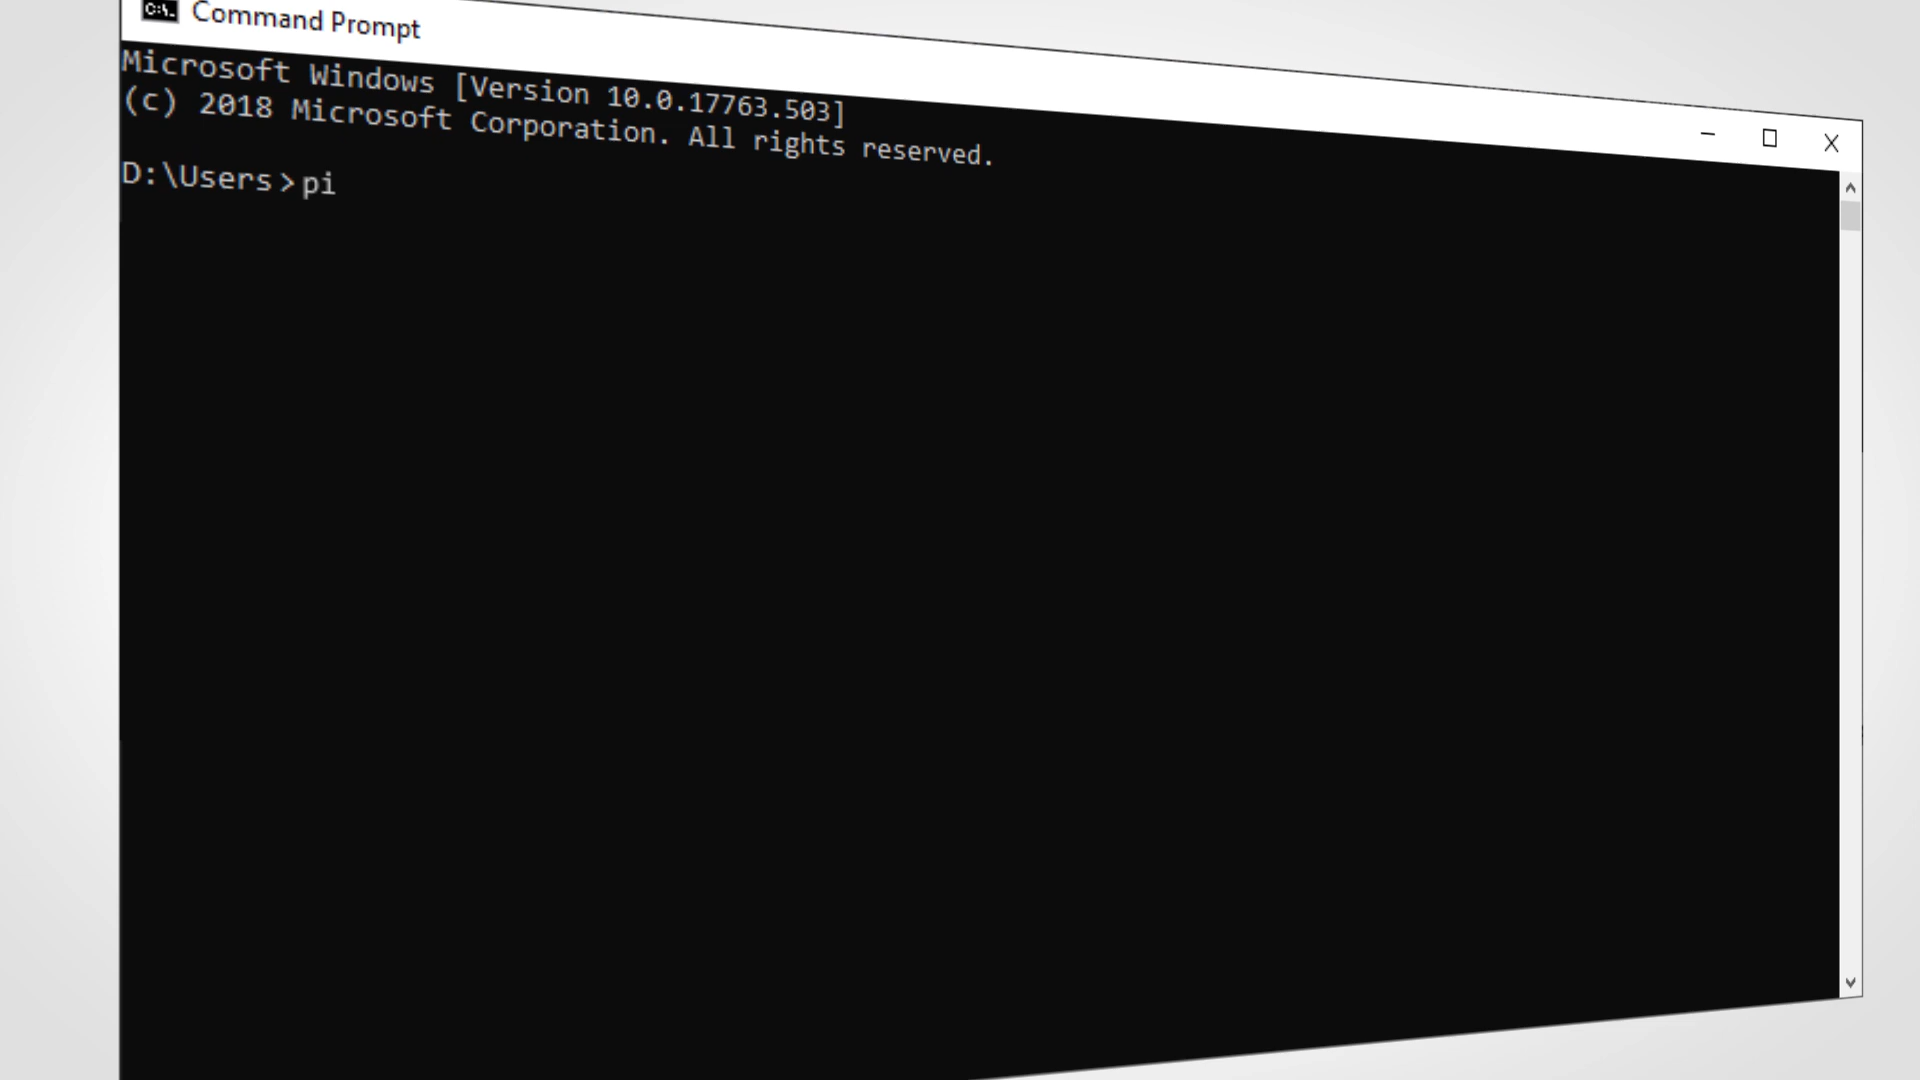 C:\.
Command Prompt
Microsoft Windows [Version 10.0.17763.503]
(c) 2018 Microsoft Corporation. All rights reserved.
D:\Users>pi